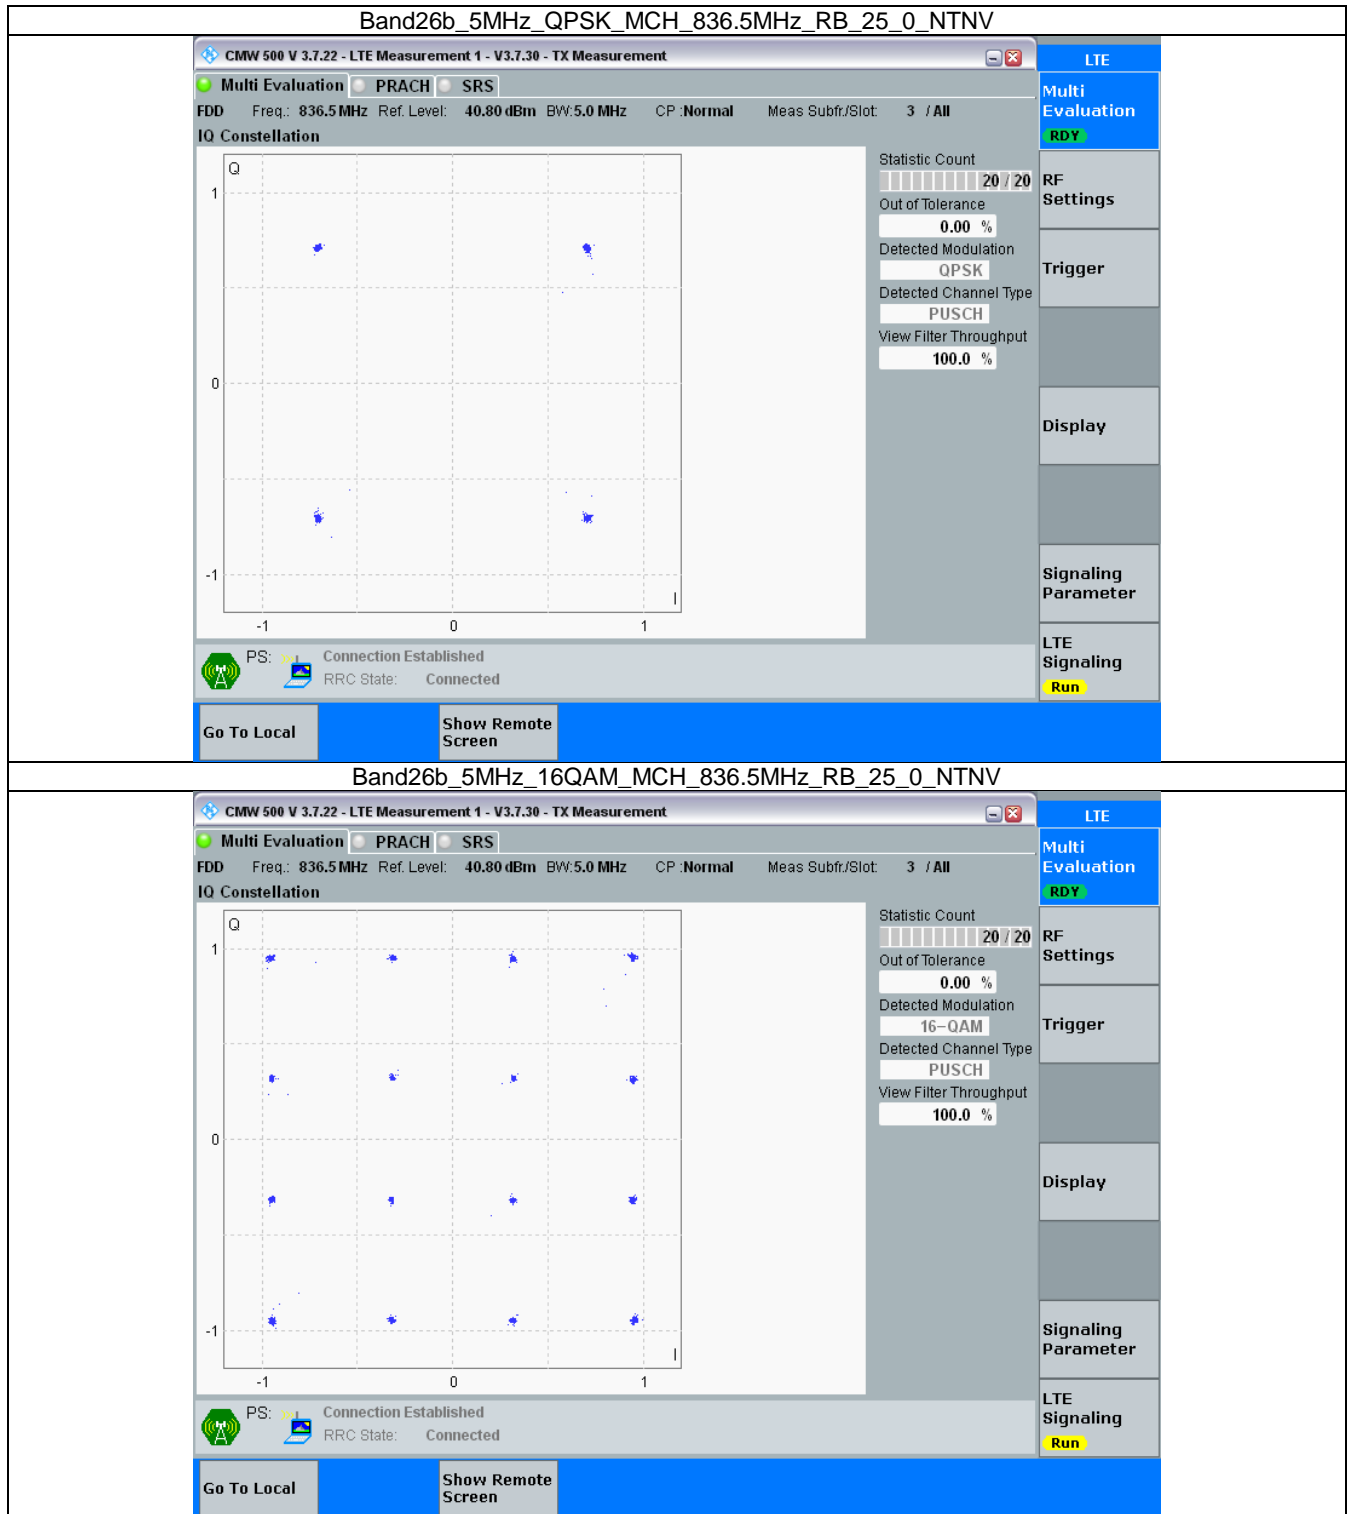 Band26b_5MHz_QPSK_MCH_836.5MHz_RB_25_0_NTNV
CMW 500 V 3.7.22 - LTE Measurement 1 - V3.7.30 - TX Measurement
LTE
Multi Evaluation PRACH SRS
Multi
Evaluation
RDY
FDD Freq.: 836.5 MHz Ref. Level: 40.80 dBm BW: 5.0 MHz CP : Normal Meas Subfr./Slot: 3 / All
IQ Constellation
Q
1
0
-1
I
-1 0 1
Statistic Count
20 / 20
Out of Tolerance
0.00 %
Detected Modulation
QPSK
Detected Channel Type
PUSCH
View Filter Throughput
100.0 %
RF
Settings
Trigger
Display
Signaling
Parameter
LTE
Signaling
Run
PS: Connection Established
RRC State: Connected
Go To Local
Show Remote
Screen
Band26b_5MHz_16QAM_MCH_836.5MHz_RB_25_0_NTNV
CMW 500 V 3.7.22 - LTE Measurement 1 - V3.7.30 - TX Measurement
LTE
Multi Evaluation PRACH SRS
Multi
Evaluation
RDY
FDD Freq.: 836.5 MHz Ref. Level: 40.80 dBm BW: 5.0 MHz CP : Normal Meas Subfr./Slot: 3 / All
IQ Constellation
Q
1
0
-1
I
-1 0 1
Statistic Count
20 / 20
Out of Tolerance
0.00 %
Detected Modulation
16-QAM
Detected Channel Type
PUSCH
View Filter Throughput
100.0 %
RF
Settings
Trigger
Display
Signaling
Parameter
LTE
Signaling
Run
PS: Connection Established
RRC State: Connected
Go To Local
Show Remote
Screen